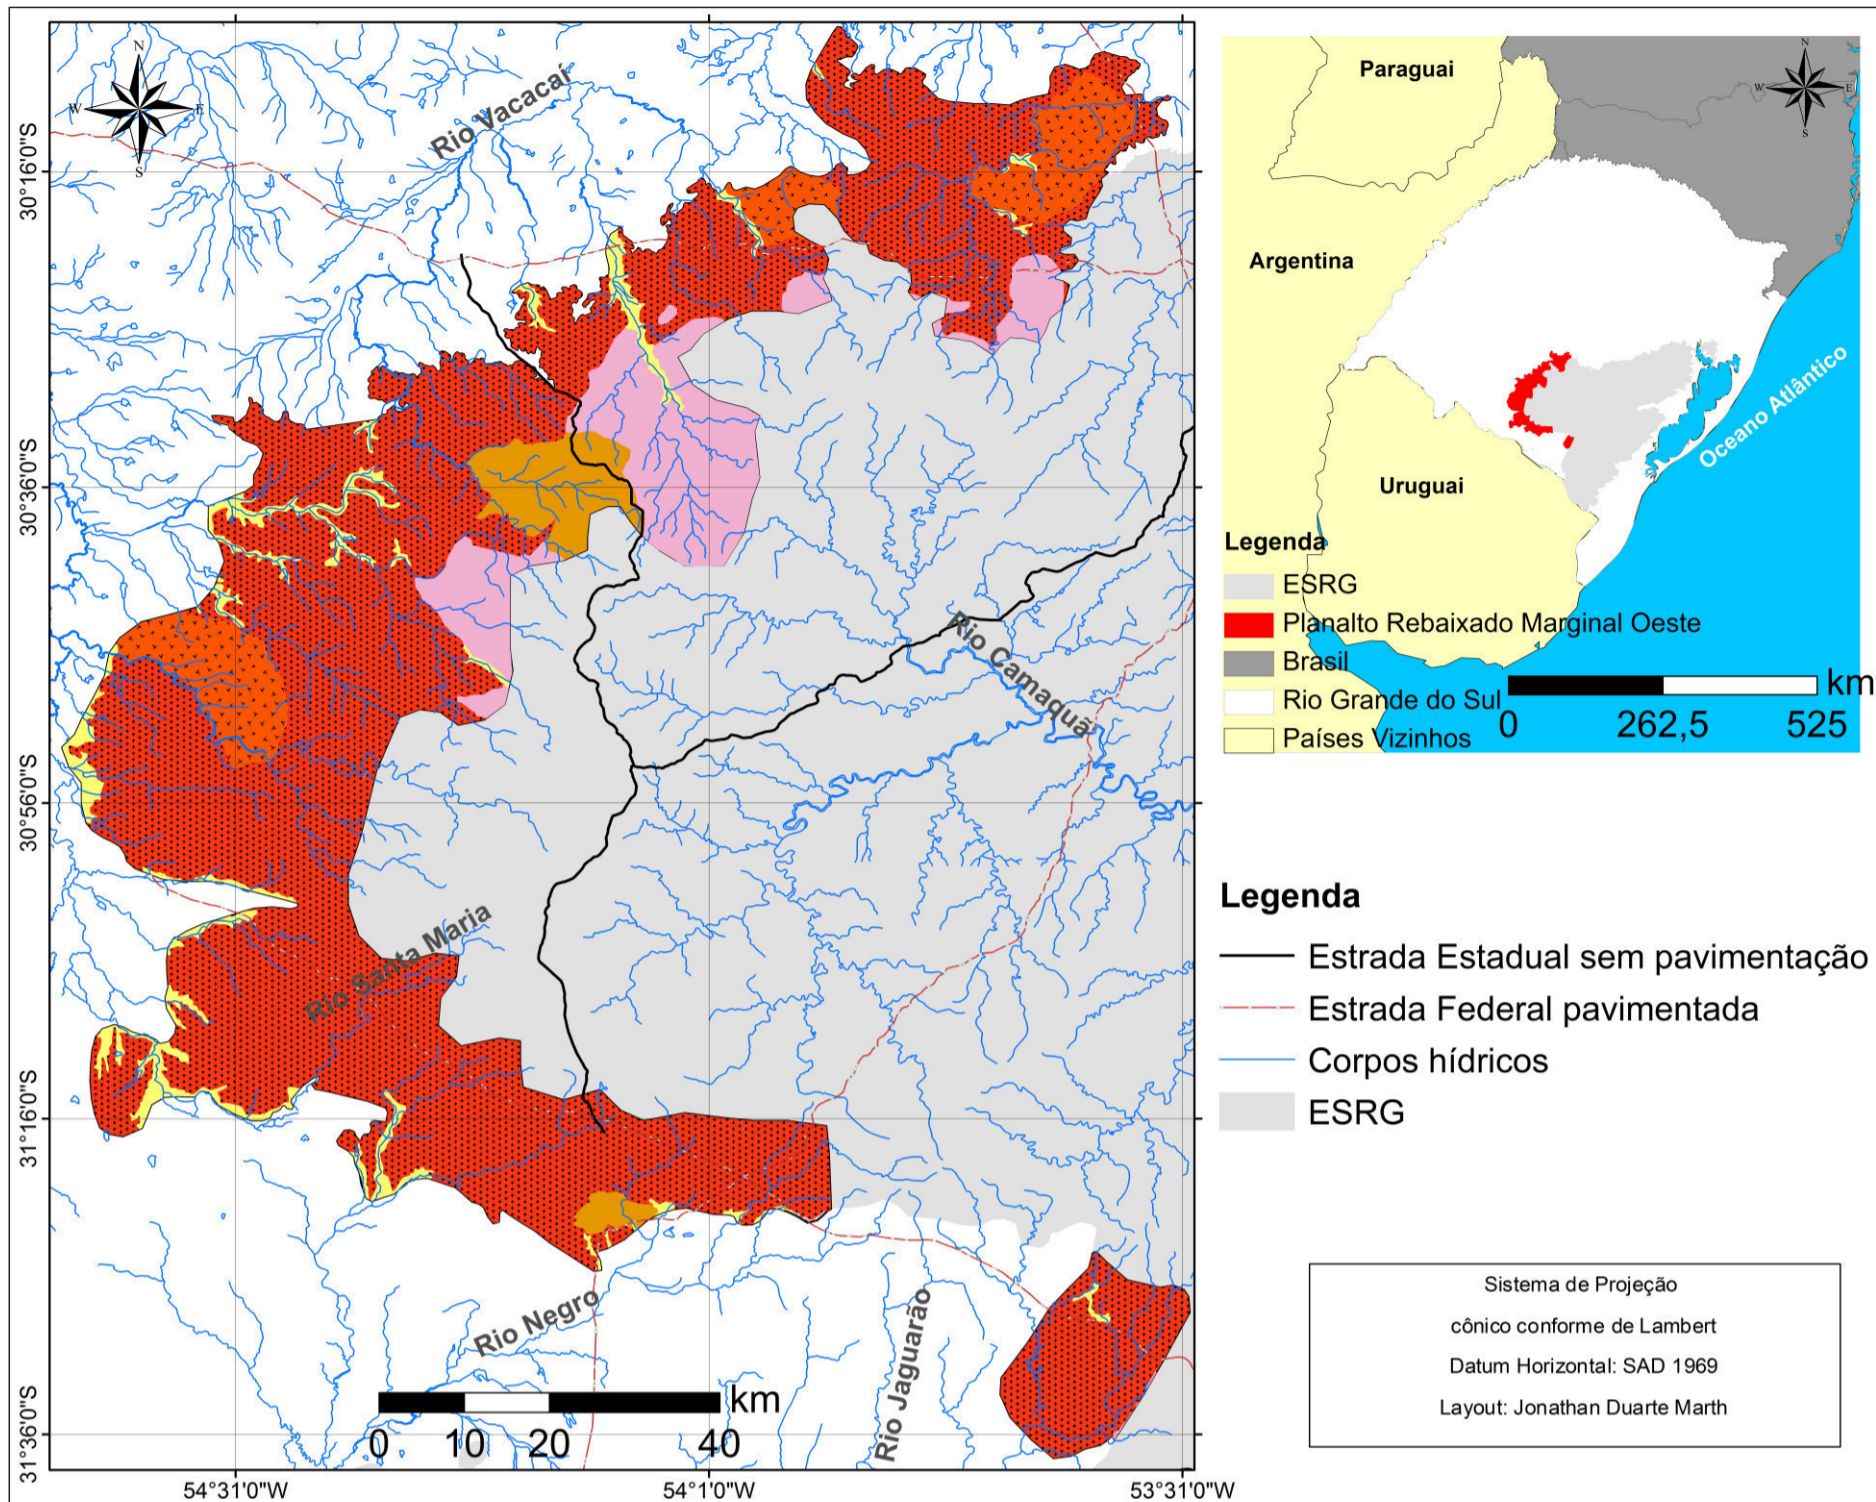 N
W
E
S
Rio Vacacaí
Rio Camaquã
Rio Santa Maria
Rio Negro
Rio Jaguarão
30°16'0"S
30°36'0"S
30°56'0"S
31°16'0"S
31°36'0"S
54°31'0"W
54°1'0"W
53°31'0"W
km
0 10 20 40
Paraguai
N
W
E
S
Argentina
Uruguai
Oceano Atlântico
Legenda
ESRG
Planalto Rebaixado Marginal Oeste
Brasil
Rio Grande do Sul
Países Vizinhos
km
0 262,5 525
Legenda
Estrada Estadual sem pavimentação
Estrada Federal pavimentada
Corpos hídricos
ESRG
Sistema de Projeção
cônico conforme de Lambert
Datum Horizontal: SAD 1969
Layout: Jonathan Duarte Marth